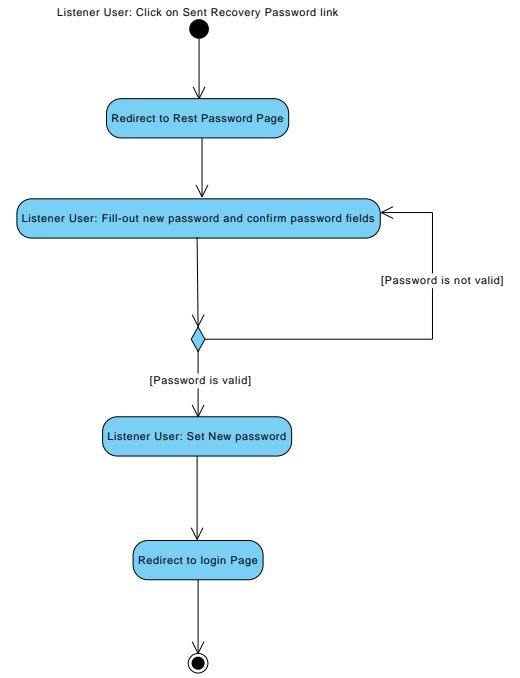 Listener User: Click on Sent Recovery Password link
Redirect to Rest Password Page
Listener User: Fill-out new password and confirm password fields
[Password is not valid]
[Password is valid]
Listener User: Set New password
Redirect to login Page